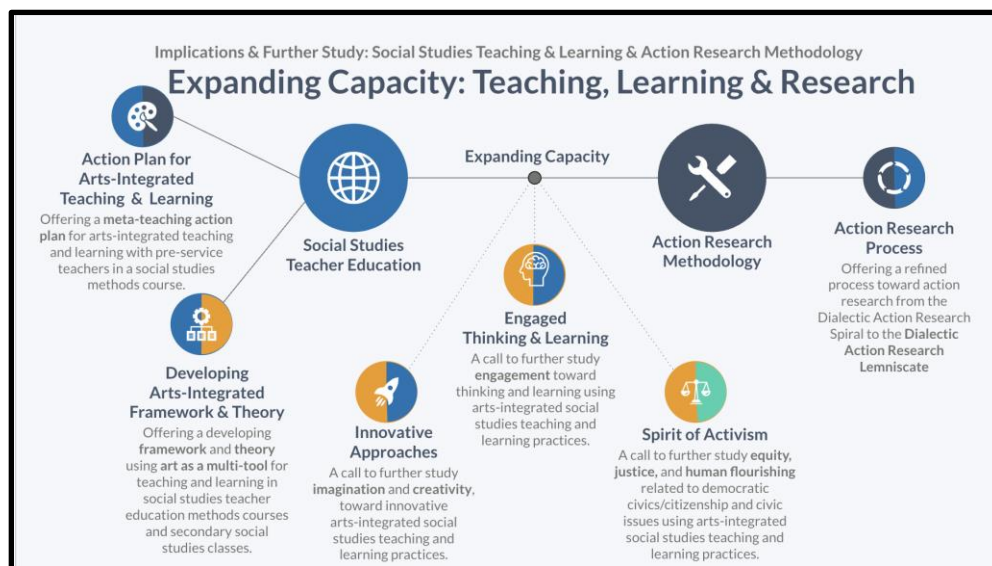 Implications & Further Study: Social Studies Teaching & Learning & Action Research Methodology
Expanding Capacity: Teaching, Learning & Research
Action Plan for
Arts-Integrated
Teaching & Learning
Offering a meta-teaching action
plan for arts-integrated teaching
and learning with pre-service
teachers in a social studies
methods course.
Social Studies
Teacher Education
Expanding Capacity
Action Research
Methodology
Action Research
Process
Offering a refined
process toward action
research from the
Dialectic Action Research
Spiral to the Dialectic
Action Research
Lemniscate
Developing
Arts-Integrated
Framework & Theory
Offering a developing
framework and theory
using art as a multi-tool for
teaching and learning in
social studies teacher
education methods courses
and secondary social
studies classes.
Innovative
Approaches
A call to further study
imagination and creativity,
toward innovative
arts-integrated social
studies teaching and
learning practices.
Engaged
Thinking & Learning
A call to further study
engagement toward
thinking and learning using
arts-integrated social
studies teaching and
learning practices.
Spirit of Activism
A call to further study equity,
justice, and human flourishing
related to democratic
civics/citizenship and civic
issues using arts-integrated
social studies teaching and
learning practices.